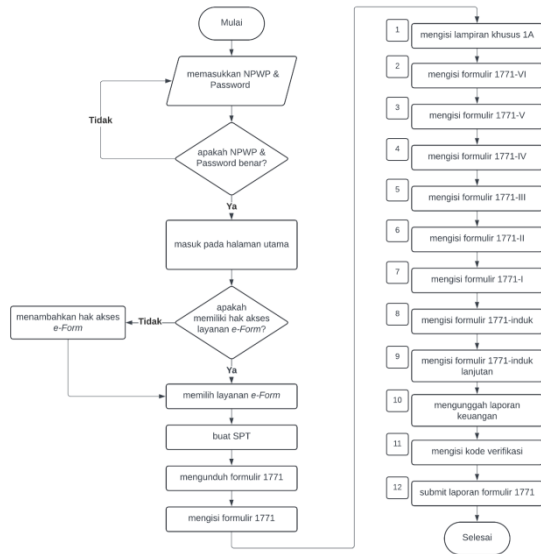 Mulai
memasukkan NPWP &
Password
Tidak
apakah NPWP &
Password benar?
Ya
masuk pada halaman utama
apakah
memiliki hak akses
layanan e-Form?
Tidak
menambahkan hak akses
e-Form
Ya
memilih layanan e-Form
buat SPT
mengunduh formulir 1771
mengisi formulir 1771
1
mengisi lampiran khusus 1A
2
mengisi formulir 1771-VI
3
mengisi formulir 1771-V
4
mengisi formulir 1771-IV
5
mengisi formulir 1771-III
6
mengisi formulir 1771-II
7
mengisi formulir 1771-I
8
mengisi formulir 1771-induk
9
mengisi formulir 1771-induk
lanjutan
10
mengunggah laporan
keuangan
11
mengisi kode verifikasi
12
submit laporan formulir 1771
Selesai